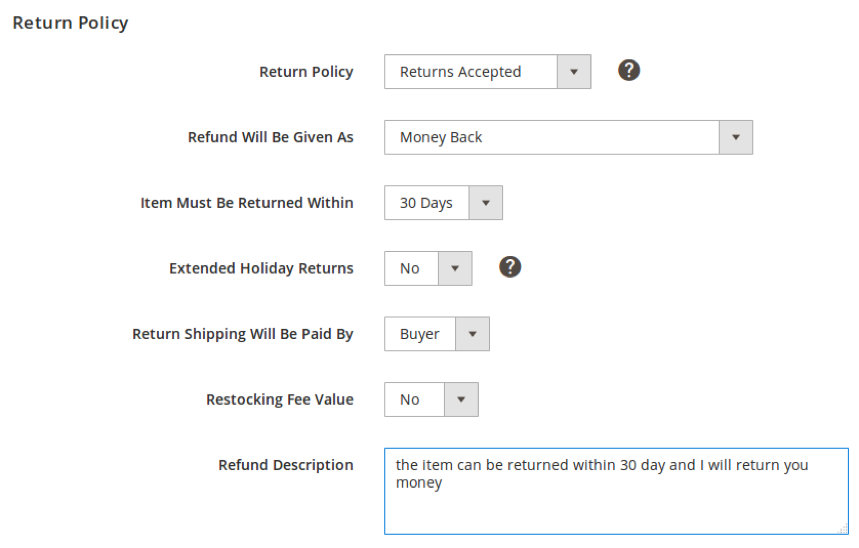 Return Policy
Return Policy Returns Accepted ?
Refund Will Be Given As Money Back
Item Must Be Returned Within 30 Days
Extended Holiday Returns No ?
Return Shipping Will Be Paid By Buyer
Restocking Fee Value No
Refund Description the item can be returned within 30 day and I will return you
money